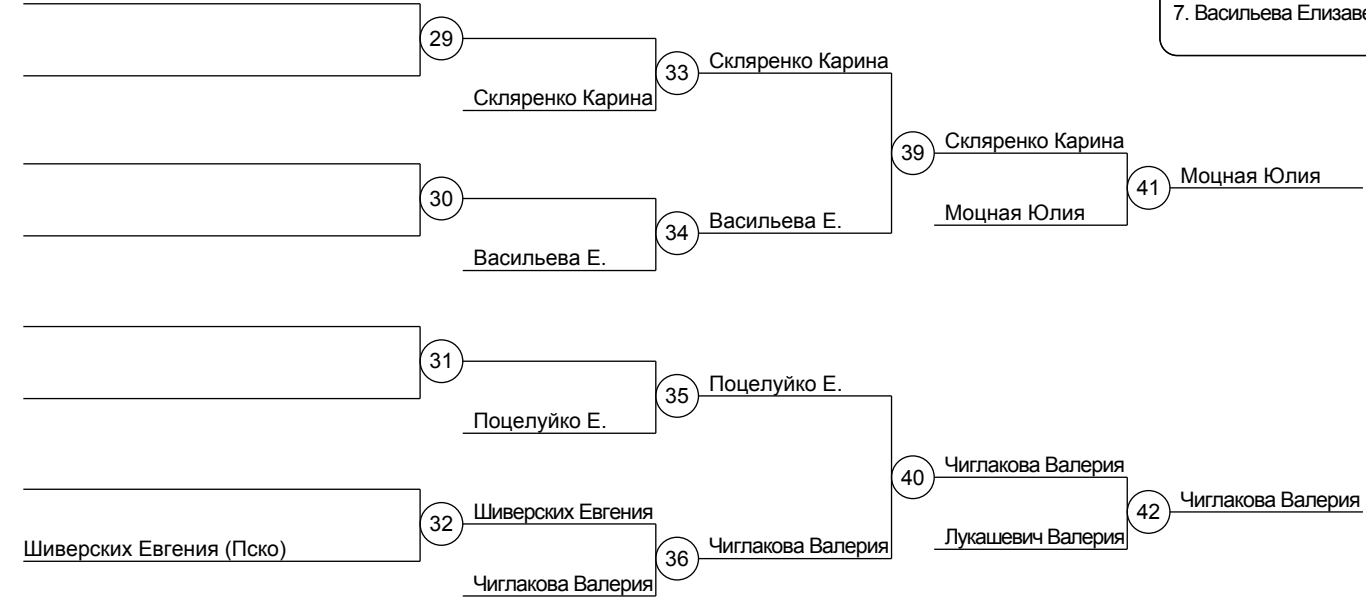 7. Васильева Елизаве
29
33
Скляренко Карина
Скляренко Карина
39
Скляренко Карина
41
Моцная Юлия
30
34
Васильева Е.
Моцная Юлия
Васильева Е.
31
35
Поцелуйко Е.
Поцелуйко Е.
40
Чиглакова Валерия
42
Чиглакова Валерия
32
Шиверских Евгения
Лукашевич Валерия
Шиверских Евгения (Пско)
36
Чиглакова Валерия
Чиглакова Валерия